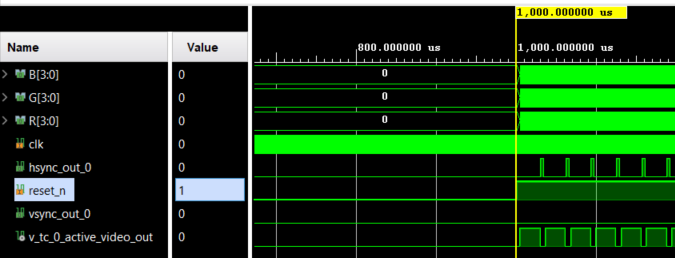 1,000.000000 us
Name
Value
800.000000 us
1,000.000000 us
B[3:0]
0
0
G[3:0]
0
0
R[3:0]
0
0
clk
0
hsync_out_0
0
reset_n
1
vsync_out_0
0
v_tc_0_active_video_out
0